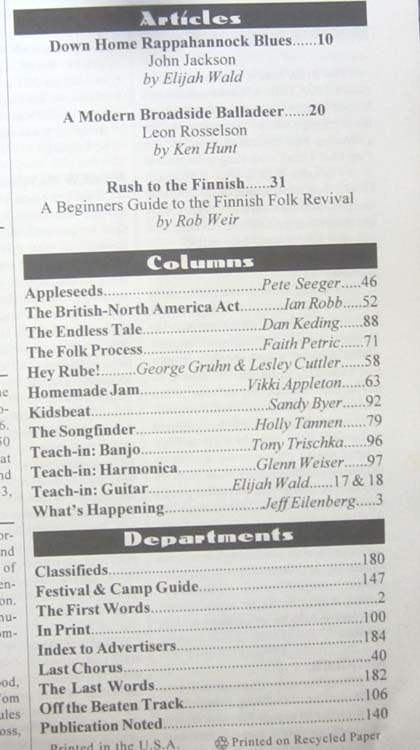 Articles
Down Home Rappahannock Blues......10
John Jackson
by Elijah Wald
A Modern Broadside Balladeer......20
Leon Rosselson
by Ken Hunt
Rush to the Finnish......31
A Beginners Guide to the Finnish Folk Revival
by Rob Weir
Columns
Appleseeds......Pete Seeger.....46
The British-North America Act......Ian Robb.....52
The Endless Tale......Dan Keding.....88
The Folk Process......Faith Petric.....71
Hey Rube!......George Gruhn & Lesley Cuttler.....58
Homemade Jam......Vikki Appleton.....63
Kidsbeat......Sandy Byer.....92
The Songfinder......Holly Tannen.....79
Teach-in: Banjo......Tony Trischka.....96
Teach-in: Harmonica......Glenn Weiser.....97
Teach-in: Guitar......Elijah Wald.....17 & 18
What's Happening......Jeff Eilenberg....3
Departments
Classifieds......180
Festival & Camp Guide......147
The First Words......2
In Print......100
Index to Advertisers......184
Last Chorus......40
The Last Words......182
Off the Beaten Track......106
Publication Noted......140
Printed in the U.S.A. Printed on Recycled Paper